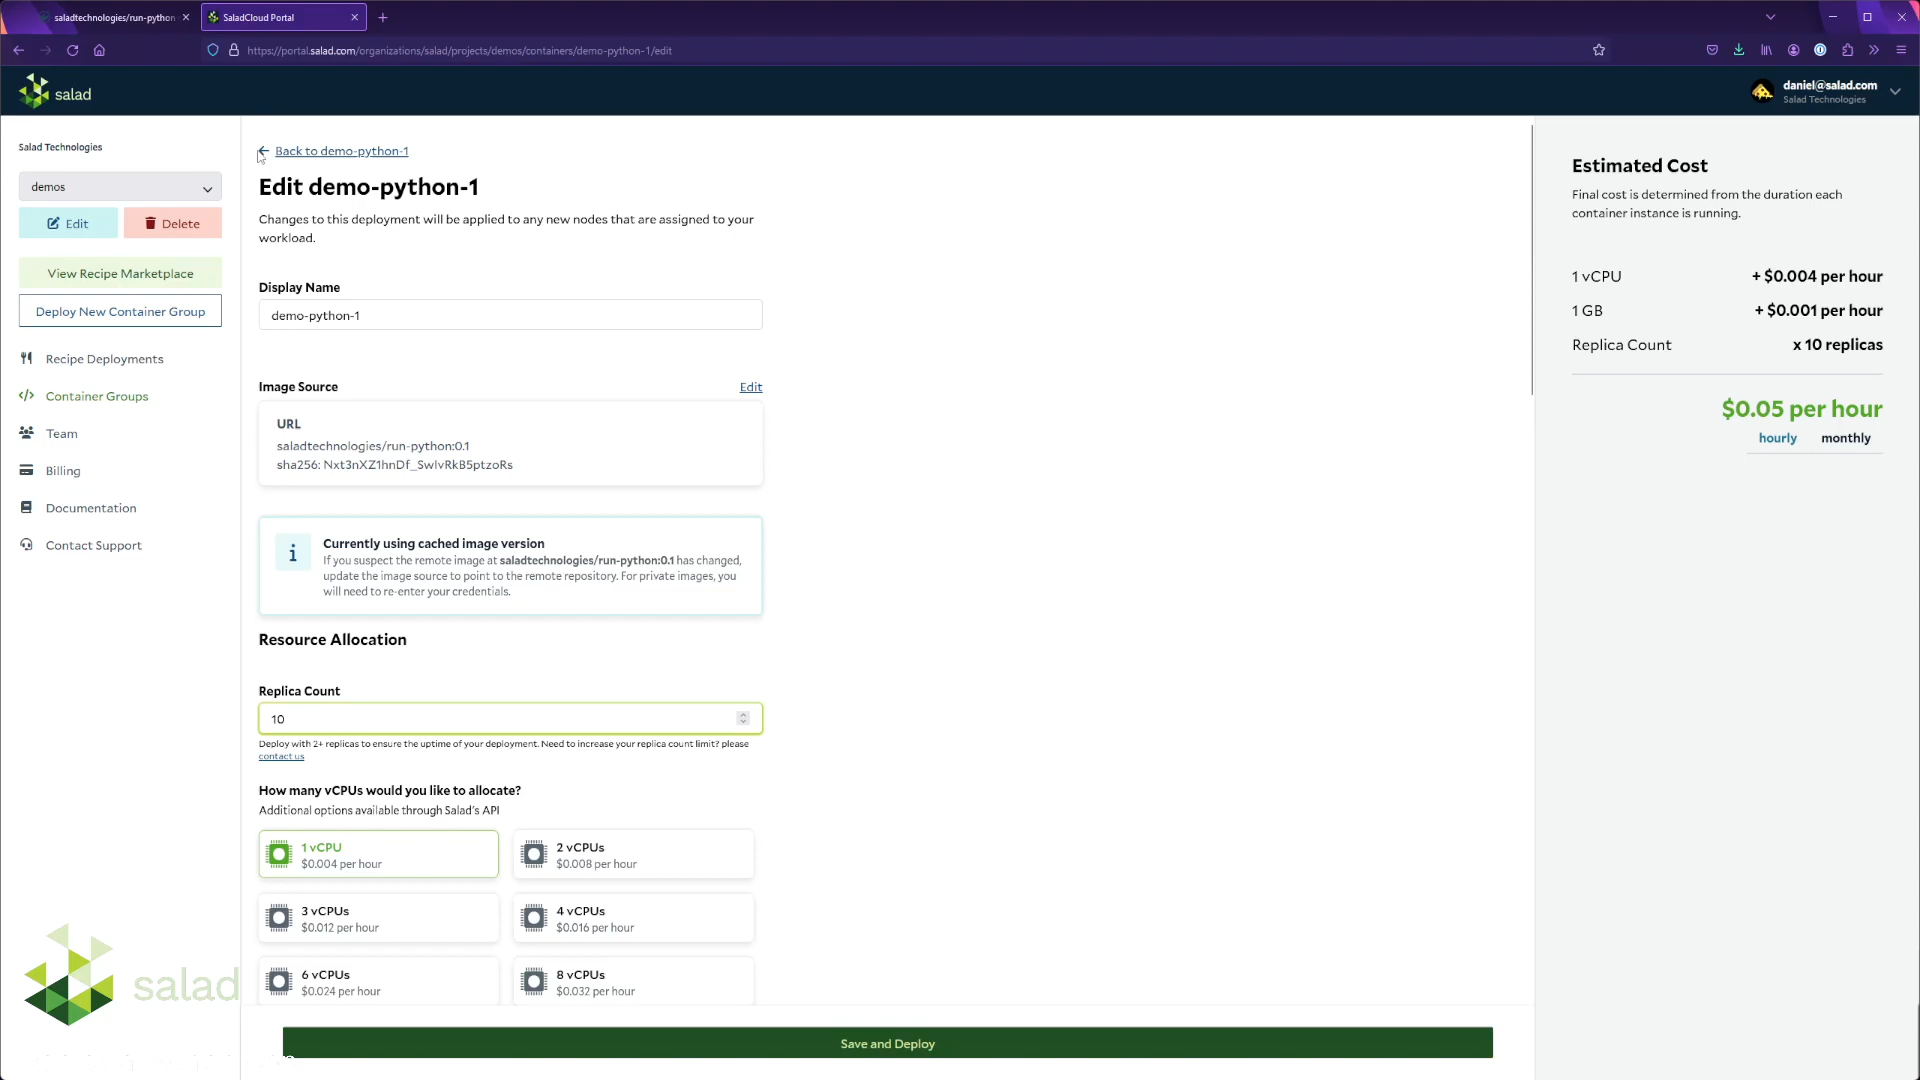 saladtechnologies/run-python
SaladCloud Portal
https://portal.salad.com/organizations/salad/projects/demos/containers/demo-python-1/edit
salad
daniel@salad.com
Salad Technologies
Salad Technologies
demos
Edit
Delete
View Recipe Marketplace
Deploy New Container Group
Recipe Deployments
Container Groups
Team
Billing
Documentation
Contact Support
Back to demo-python-1
Edit demo-python-1
Changes to this deployment will be applied to any new nodes that are assigned to your
workload.
Display Name
demo-python-1
Image Source
Edit
URL
saladtechnologies/run-python:0.1
sha256: Nxt3nXZ1hnDf_SwlvRkB5ptzoRs
Currently using cached image version
If you suspect the remote image at saladtechnologies/run-python:0.1 has changed,
update the image source to point to the remote repository. For private images, you
will need to re-enter your credentials.
Resource Allocation
Replica Count
10
Deploy with 2+ replicas to ensure the uptime of your deployment. Need to increase your replica count limit? please
contact us
How many vCPUs would you like to allocate?
Additional options available through Salad's API
1 vCPU
$0.004 per hour
2 vCPUs
$0.008 per hour
3 vCPUs
$0.012 per hour
4 vCPUs
$0.016 per hour
6 vCPUs
$0.024 per hour
8 vCPUs
$0.032 per hour
Save and Deploy
Estimated Cost
Final cost is determined from the duration each
container instance is running.
1 vCPU + $0.004 per hour
1 GB + $0.001 per hour
Replica Count x 10 replicas
$0.05 per hour
hourly monthly
salad